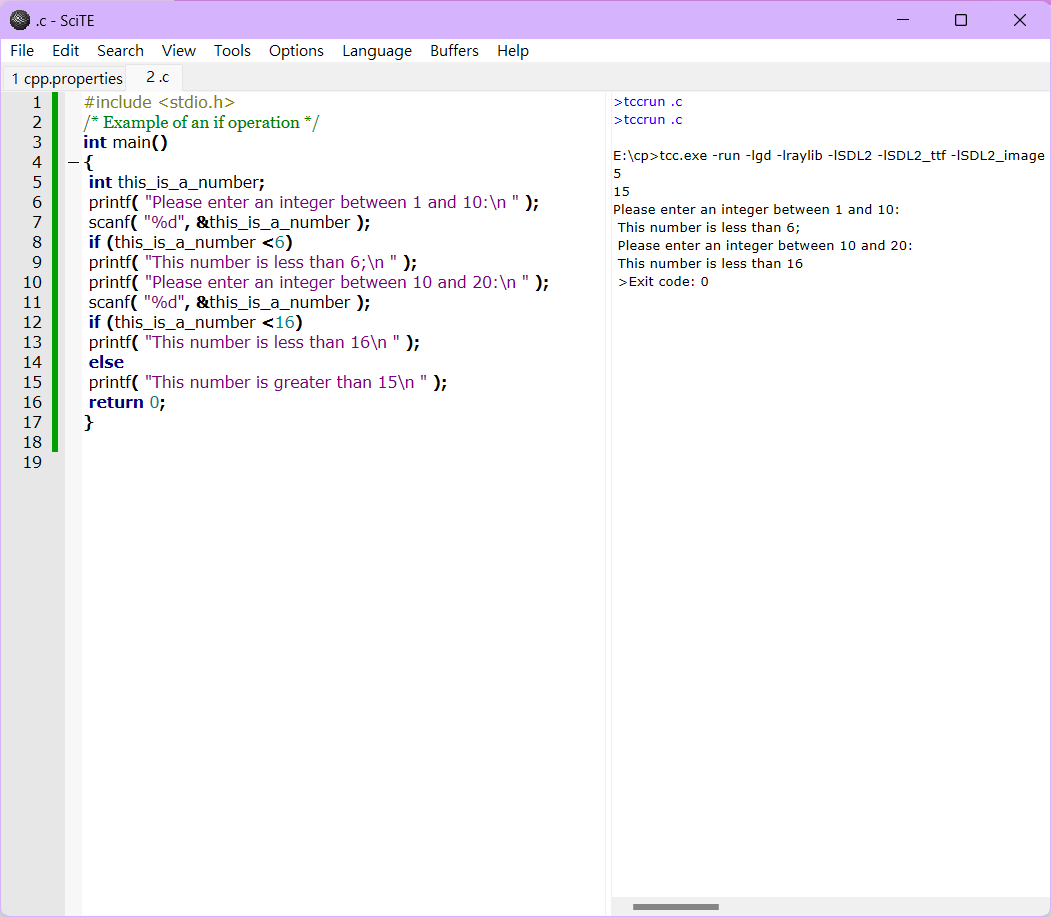 .c - SciTE
File Edit Search View Tools Options Language Buffers Help
1 cpp.properties 2 .c
1 #include <stdio.h>
2 /* Example of an if operation */
3 int main()
4 {
5 int this_is_a_number;
6 printf( "Please enter an integer between 1 and 10:\n " );
7 scanf( "%d", &this_is_a_number );
8 if (this_is_a_number <6)
9 printf( "This number is less than 6;\n " );
10 printf( "Please enter an integer between 10 and 20:\n " );
11 scanf( "%d", &this_is_a_number );
12 if (this_is_a_number <16)
13 printf( "This number is less than 16\n " );
14 else
15 printf( "This number is greater than 15\n " );
16 return 0;
17 }
18
19
>tccrun .c
>tccrun .c
E:\cp>tcc.exe -run -lgd -lraylib -lSDL2 -lSDL2_ttf -lSDL2_image
5
15
Please enter an integer between 1 and 10:
This number is less than 6;
Please enter an integer between 10 and 20:
This number is less than 16
>Exit code: 0